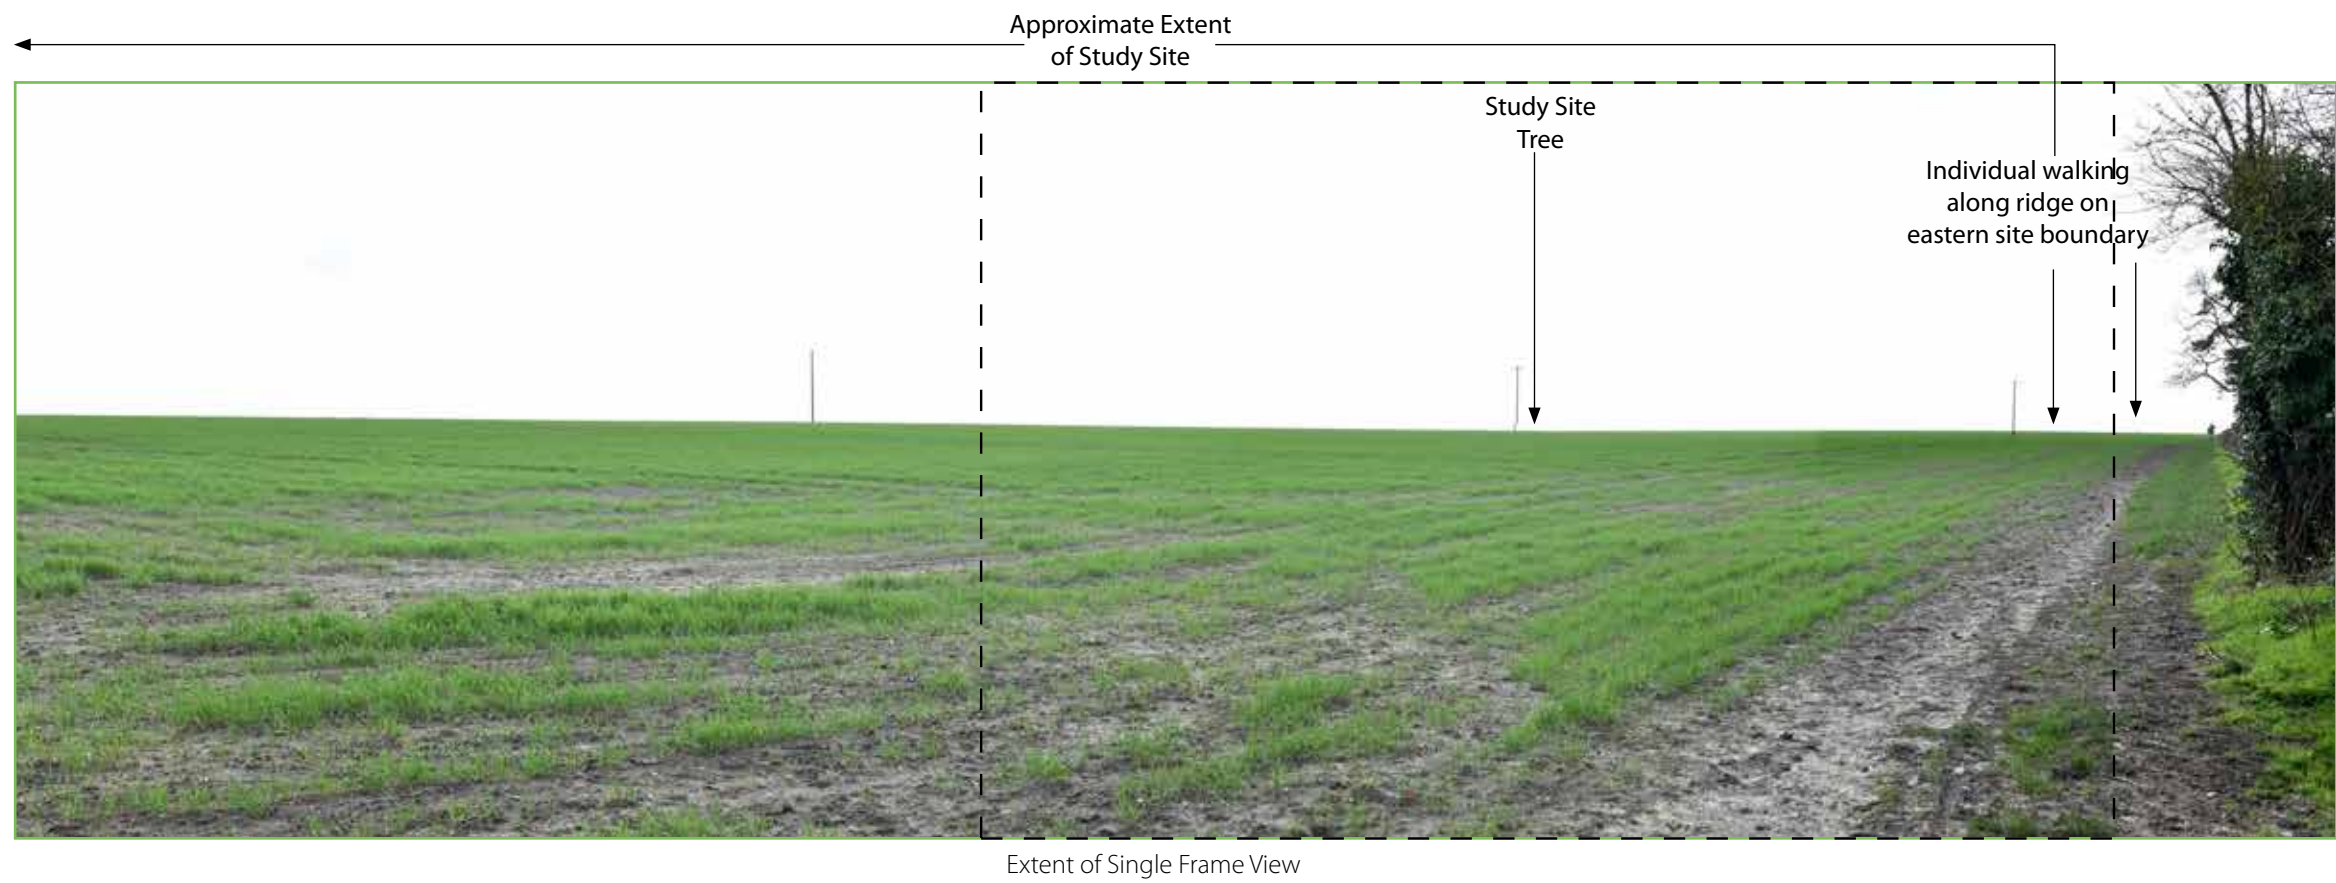 Approximate Extent
of Study Site
Study Site
Tree
Individual walking
along ridge on
eastern site boundary
Extent of Single Frame View